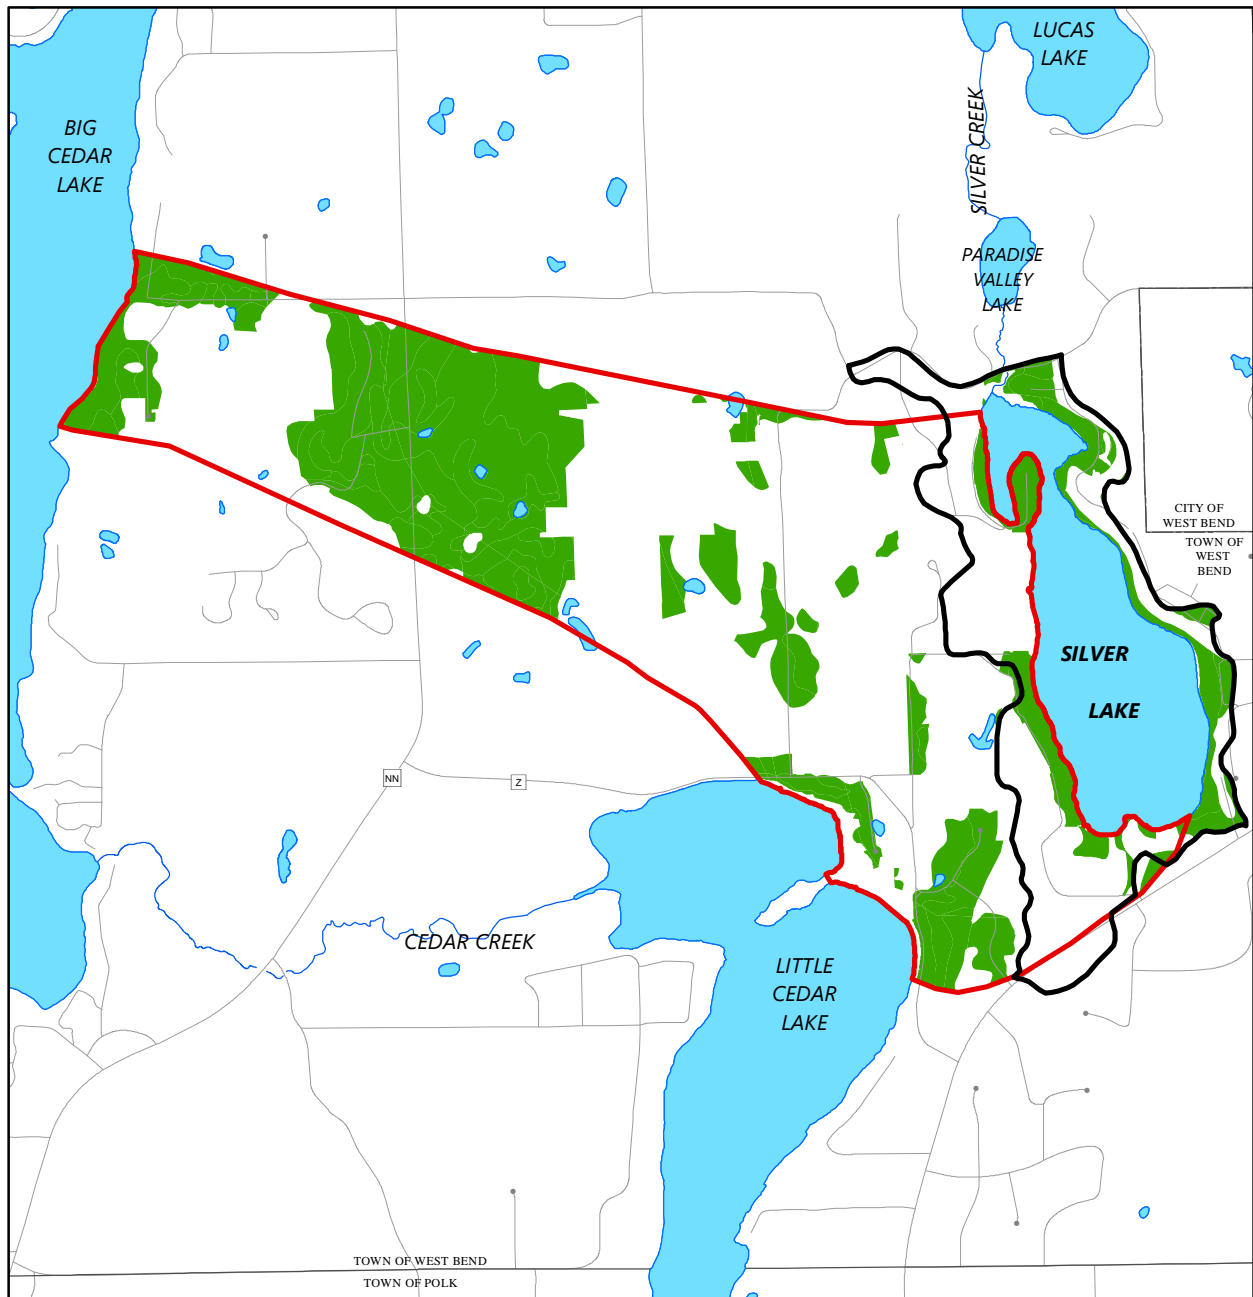 LUCAS
LAKE
BIG
CEDAR
LAKE
SILVER CREEK
PARADISE
VALLEY
LAKE
CITY OF
WEST BEND
TOWN OF
WEST
BEND
SILVER
LAKE
NN
Z
CEDAR CREEK
LITTLE
CEDAR
LAKE
TOWN OF WEST BEND
TOWN OF POLK